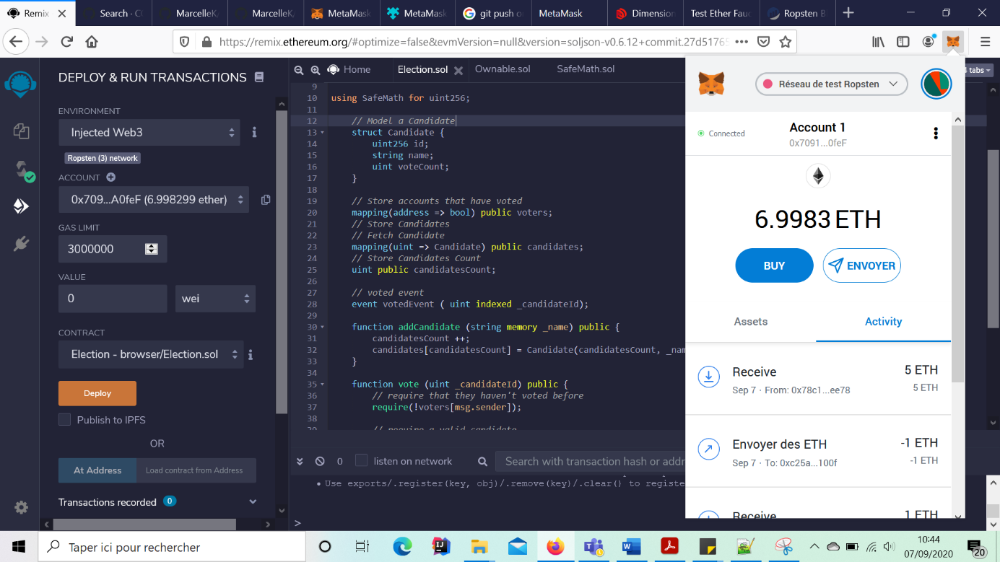 Remix
Search · C
MarcelleK
MarcelleK
MetaMask
MetaMask
git push o
MetaMask
Dimension
Test Ether Fauc
Ropsten B
https://remix.ethereum.org/#optimize=false&evmVersion=null&version=soljson-v0.6.12+commit.27d5176
DEPLOY & RUN TRANSACTIONS
ENVIRONMENT
Injected Web3
Ropsten (3) network
ACCOUNT
0x709...A0feF (6.998299 ether)
GAS LIMIT
3000000
VALUE
0
wei
CONTRACT
Election - browser/Election.sol
Deploy
Publish to IPFS
OR
At Address
Load contract from Address
Transactions recorded 0
Home
Election.sol
Ownable.sol
SafeMath.sol
tabs
9
10 using SafeMath for uint256;
11
12 // Model a Candidate
13 struct Candidate {
14 uint256 id;
15 string name;
16 uint voteCount;
17 }
18
19 // Store accounts that have voted
20 mapping(address => bool) public voters;
21 // Store Candidates
22 // Fetch Candidate
23 mapping(uint => Candidate) public candidates;
24 // Store Candidates Count
25 uint public candidatesCount;
26
27 // voted event
28 event votedEvent ( uint indexed _candidateId);
29
30 function addCandidate (string memory _name) public {
31 candidatesCount ++;
32 candidates[candidatesCount] = Candidate(candidatesCount, _nam
33 }
34
35 function vote (uint _candidateId) public {
36 // require that they haven't voted before
37 require(!voters[msg.sender]);
38
39 // require a valid candidate
0
listen on network
Search with transaction hash or addr
Use exports/.register(key, obj)/.remove(key)/.clear() to registe
>
Réseau de test Ropsten
Connected
Account 1
0x7091...0feF
6.9983 ETH
BUY
ENVOYER
Assets
Activity
Receive
5 ETH
Sep 7 · From: 0x78c1...ee78
5 ETH
Envoyer des ETH
-1 ETH
Sep 7 · To: 0xc25a...100f
-1 ETH
Receive
1 ETH
Taper ici pour rechercher
10:44
07/09/2020
20